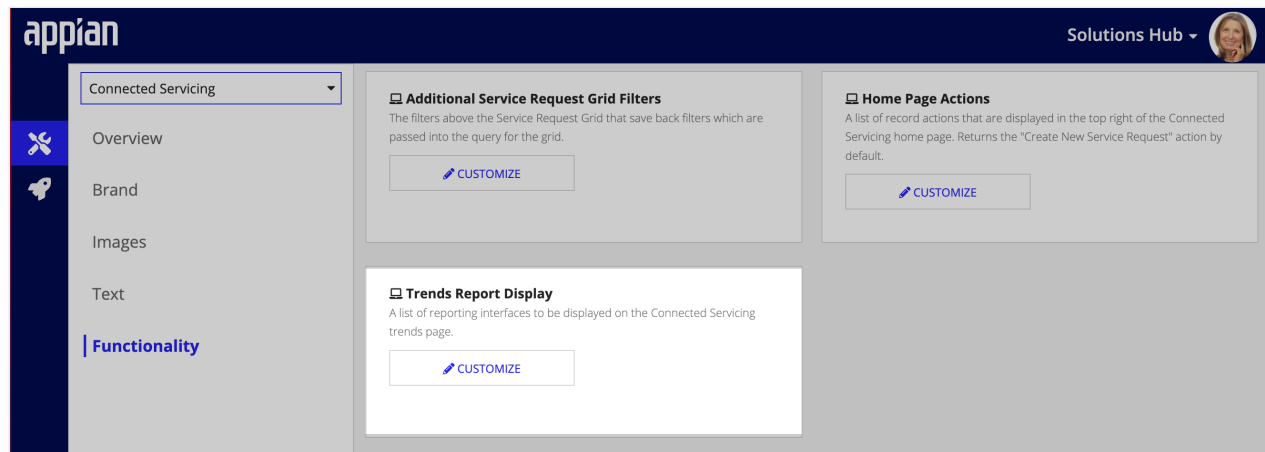 appian
Solutions Hub
Connected Servicing
Overview
Brand
Images
Text
Functionality
Additional Service Request Grid Filters
The filters above the Service Request Grid that save back filters which are
passed into the query for the grid.
CUSTOMIZE
Home Page Actions
A list of record actions that are displayed in the top right of the Connected
Servicing home page. Returns the "Create New Service Request" action by
default.
CUSTOMIZE
Trends Report Display
A list of reporting interfaces to be displayed on the Connected Servicing
trends page.
CUSTOMIZE